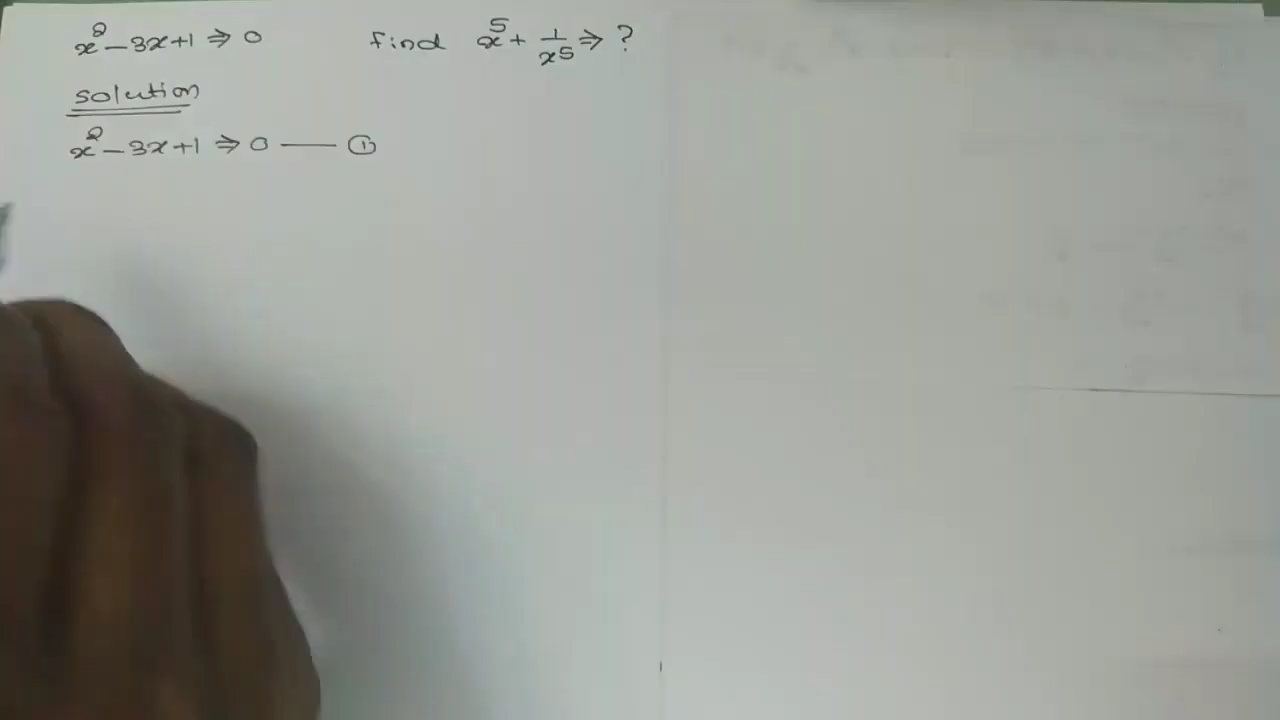 x² - 3x + 1 ⇒ 0 Find x⁵ + 1/x⁵ ⇒ ?
Solution
x² - 3x + 1 ⇒ 0 —— ①